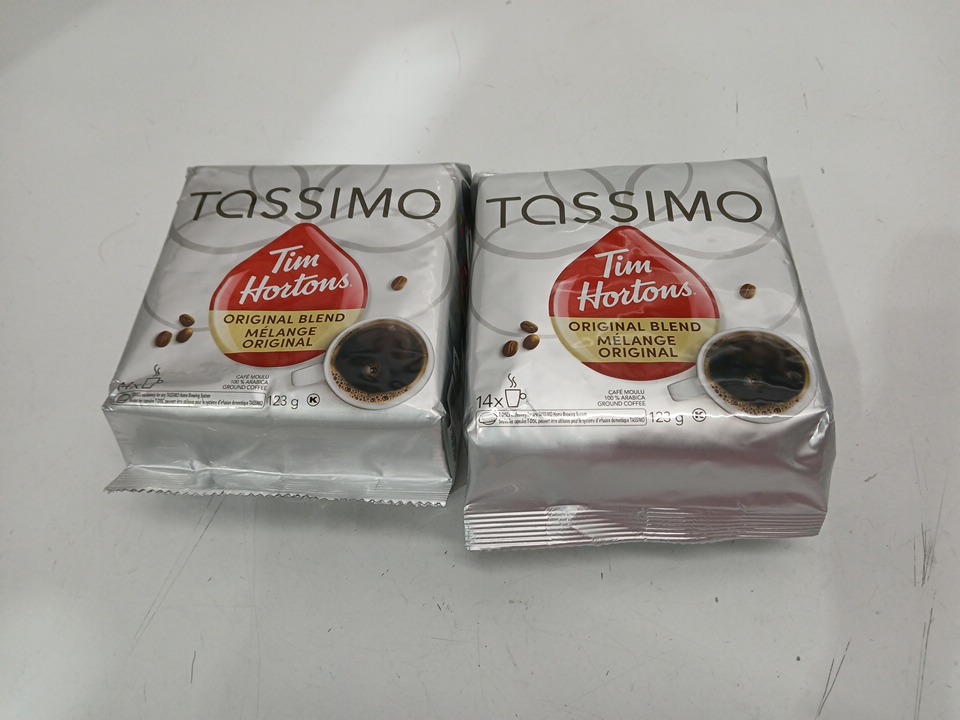 TASSIMO
Tim
Hortons
ORIGINAL BLEND
MÉLANGE
ORIGINAL
CAFÉ MOULU
100 % ARABICA
GROUND COFFEE
123 g
K
TASSIMO
Tim
Hortons
ORIGINAL BLEND
MÉLANGE
ORIGINAL
14x
CAFÉ MOULU
100 % ARABICA
GROUND COFFEE
123 g
K